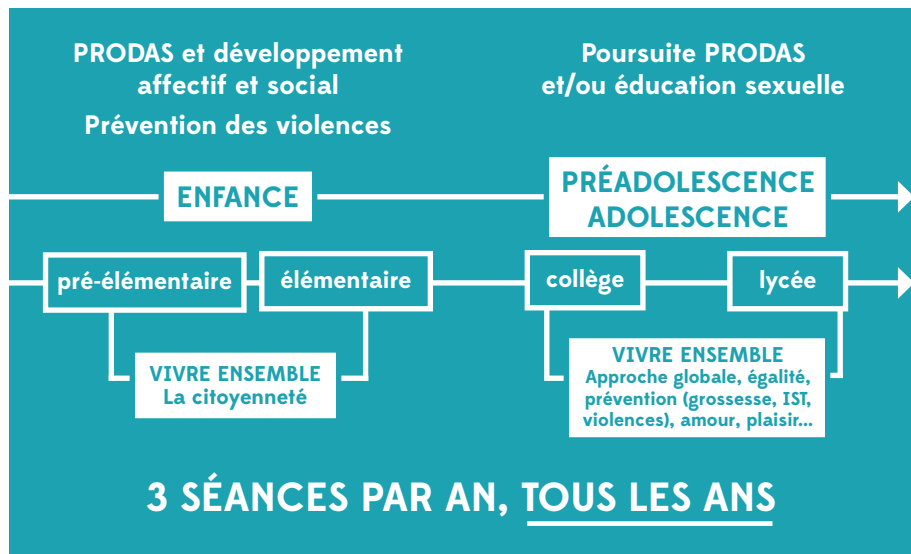 PRODAS et développement
affectif et social
Prévention des violences
Poursuite PRODAS
et/ou éducation sexuelle
ENFANCE
PRÉADOLESCENCE
ADOLESCENCE
pré-élémentaire
élémentaire
collège
lycée
VIVRE ENSEMBLE
La citoyenneté
VIVRE ENSEMBLE
Approche globale, égalité,
prévention (grossesse, IST,
violences), amour, plaisir...
3 SÉANCES PAR AN, TOUS LES ANS